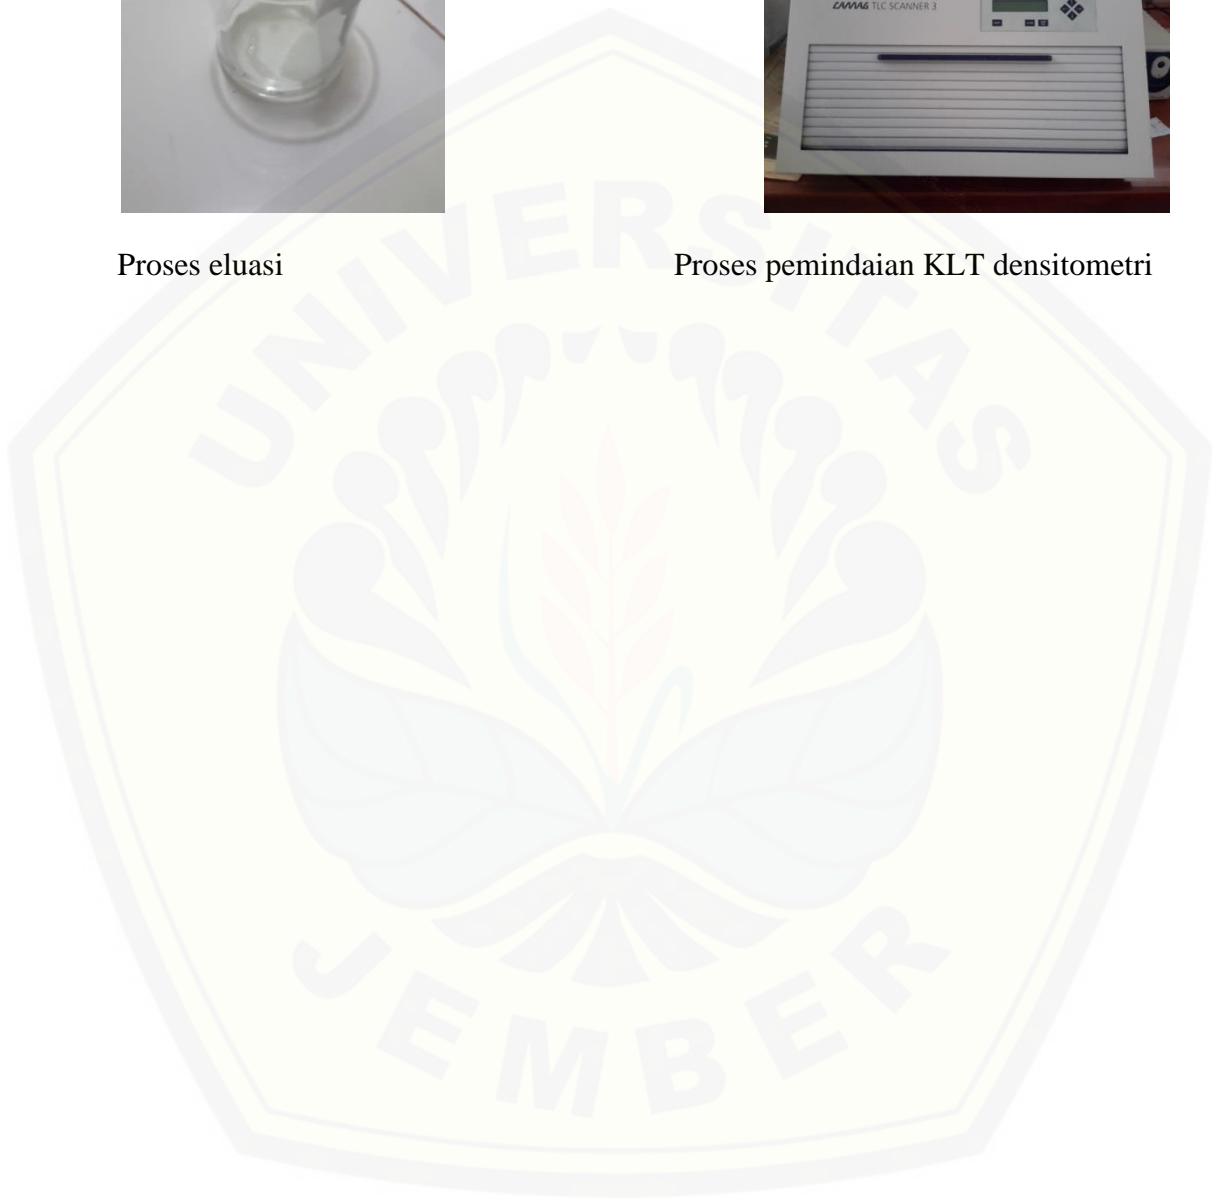 CAMAG TLC SCANNER 3
Proses eluasi
Proses pemindaian KLT densitometri
UNIVERSITAS
JEMBER